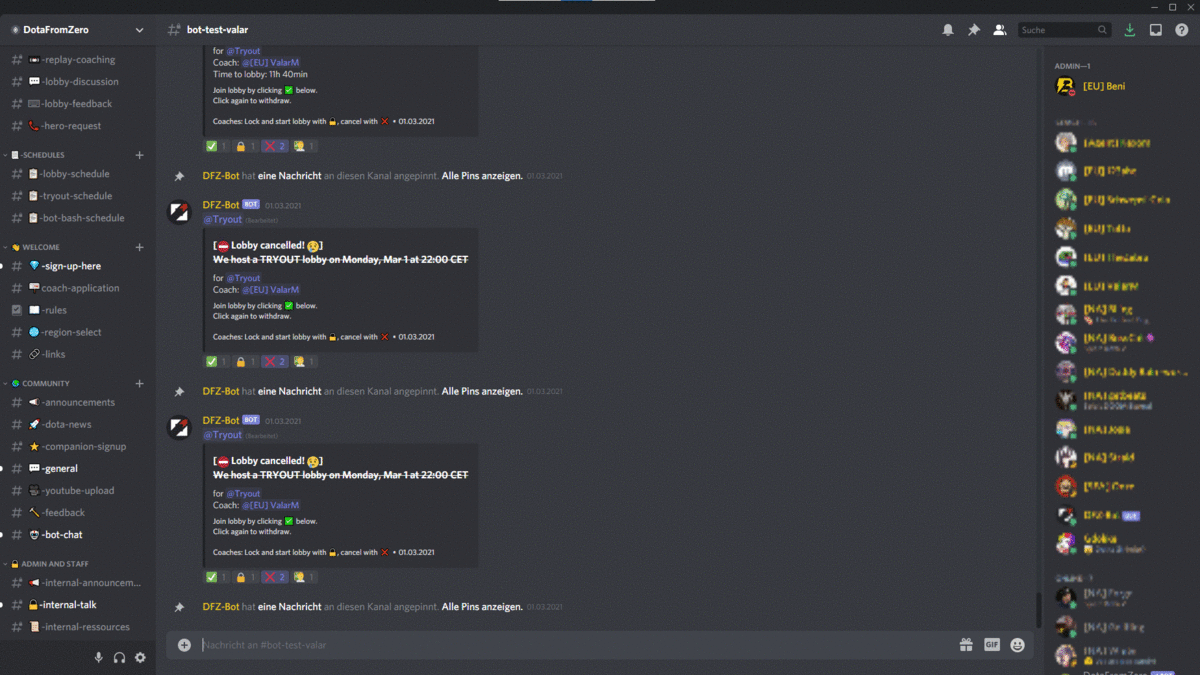 DotaFromZero
bot-test-valar
Suche
-replay-coaching
-lobby-discussion
-lobby-feedback
-hero-request
-SCHEDULES
-lobby-schedule
-tryout-schedule
-bot-bash-schedule
WELCOME
-sign-up-here
coach-application
-rules
-region-select
-links
COMMUNITY
-announcements
-dota-news
-companion-signup
-general
-youtube-upload
-feedback
-bot-chat
ADMIN AND STAFF
-internal-announcem...
-internal-talk
-internal-ressources
for @Tryout
Coach: @[EU] ValarM
Time to lobby: 11h 40min
Join lobby by clicking ✅ below.
Click again to withdraw.
Coaches: Lock and start lobby with 🔒, cancel with ❌ • 01.03.2021
1 1 2 1
DFZ-Bot hat eine Nachricht an diesen Kanal angepinnt. Alle Pins anzeigen. 01.03.2021
DFZ-Bot BOT 01.03.2021
@Tryout (bearbeitet)
[⛔ Lobby cancelled! 😢]
We host a TRYOUT lobby on Monday, Mar 1 at 22:00 CET
for @Tryout
Coach: @[EU] ValarM
Join lobby by clicking ✅ below.
Click again to withdraw.
Coaches: Lock and start lobby with 🔒, cancel with ❌ • 01.03.2021
1 1 2 1
DFZ-Bot hat eine Nachricht an diesen Kanal angepinnt. Alle Pins anzeigen. 01.03.2021
DFZ-Bot BOT 01.03.2021
@Tryout (bearbeitet)
[⛔ Lobby cancelled! 😢]
We host a TRYOUT lobby on Monday, Mar 1 at 22:00 CET
for @Tryout
Coach: @[EU] ValarM
Join lobby by clicking ✅ below.
Click again to withdraw.
Coaches: Lock and start lobby with 🔒, cancel with ❌ • 01.03.2021
1 1 2 1
DFZ-Bot hat eine Nachricht an diesen Kanal angepinnt. Alle Pins anzeigen. 01.03.2021
Nachricht an #bot-test-valar
GIF
ADMIN—1
[EU] Beni